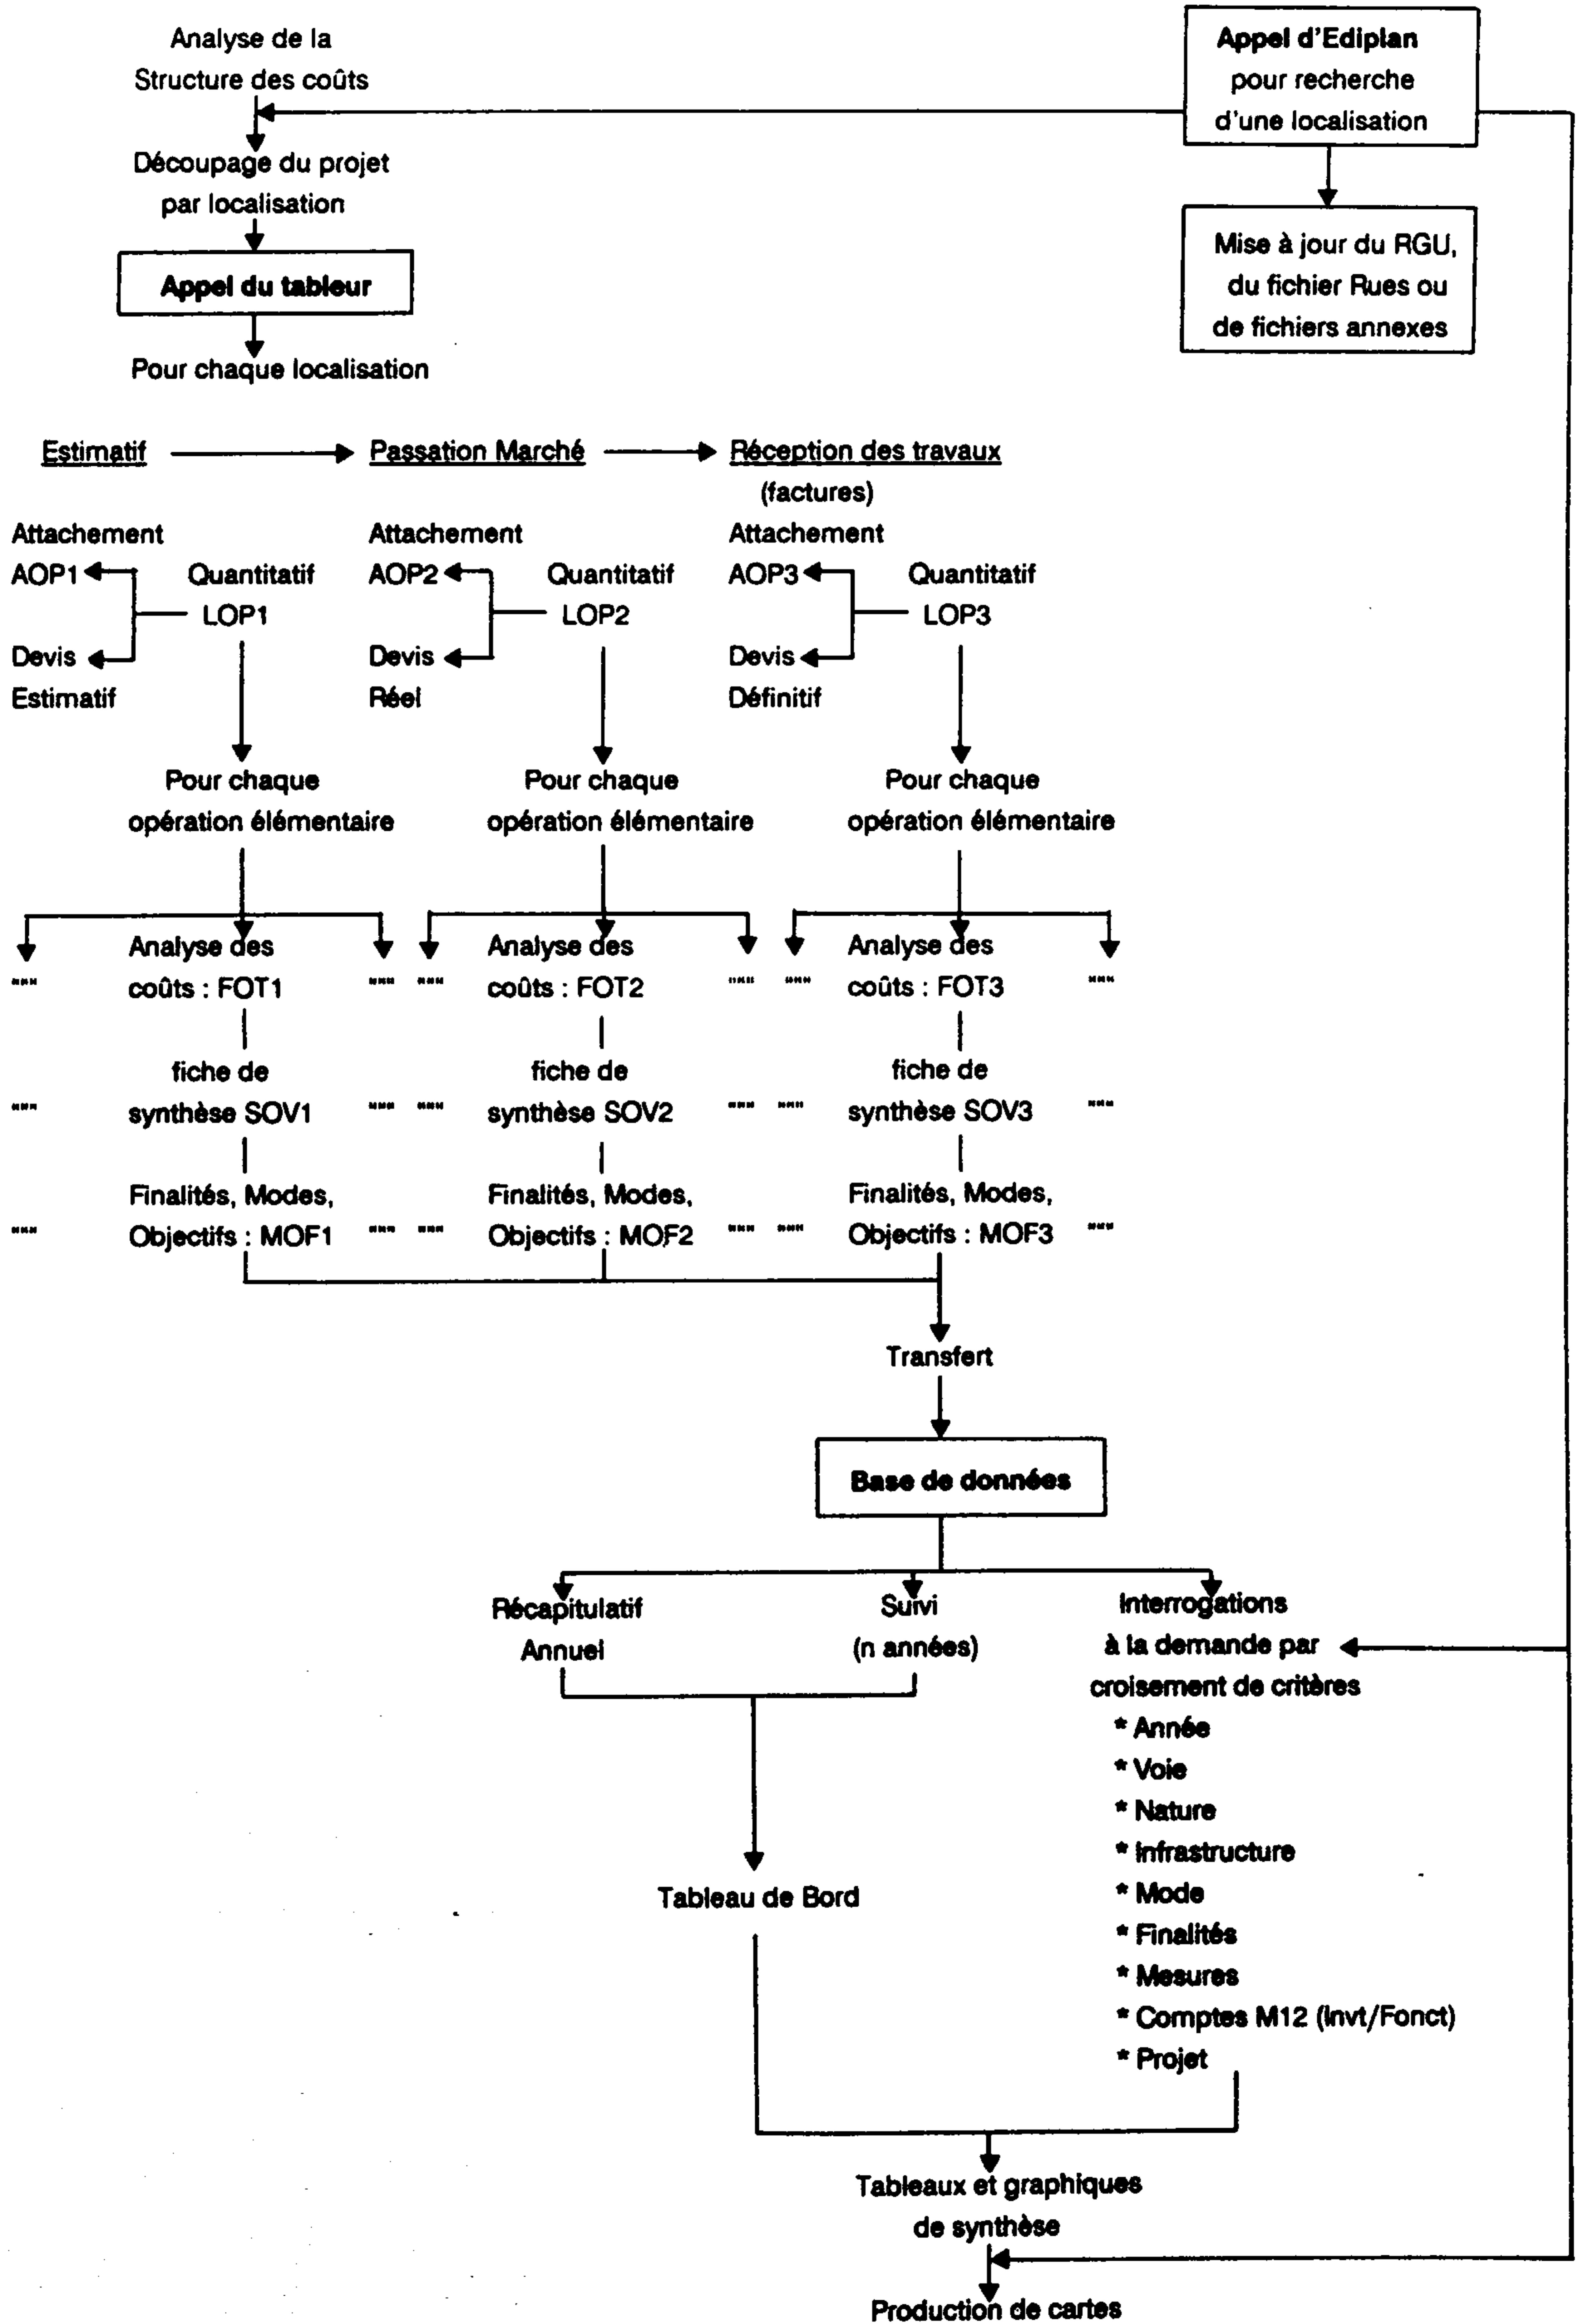 Analyse de la
Structure des coûts
Appel d'Ediplan
pour recherche
d'une localisation
Découpage du projet
par localisation
Appel du tableur
Pour chaque localisation
Mise à jour du RGU,
du fichier Rues ou
de fichiers annexes
Estimatif Passation Marché Réception des travaux
(factures)
Attachement Attachement Attachement
AOP1 Quantitatif AOP2 Quantitatif AOP3 Quantitatif
LOP1 LOP2 LOP3
Devis Devis Devis
Estimatif Réel Définitif
Pour chaque Pour chaque Pour chaque
opération élémentaire opération élémentaire opération élémentaire
Analyse des Analyse des Analyse des
""" coûts : FOT1 """ """ coûts : FOT2 """ """ coûts : FOT3 """
fiche de fiche de fiche de
""" synthèse SOV1 """ """ synthèse SOV2 """ """ synthèse SOV3 """
Finalités, Modes, Finalités, Modes, Finalités, Modes,
""" Objectifs : MOF1 """ """ Objectifs : MOF2 """ """ Objectifs : MOF3 """
Transfert
Base de données
Récapitulatif
Annuel
Suivi
(n années)
Interrogations
à la demande par
croisement de critères
* Année
* Voie
* Nature
* Infrastructure
* Mode
* Finalités
* Mesures
* Comptes M12 (Invt/Fonct)
* Projet
Tableau de Bord
Tableaux et graphiques
de synthèse
Production de cartes